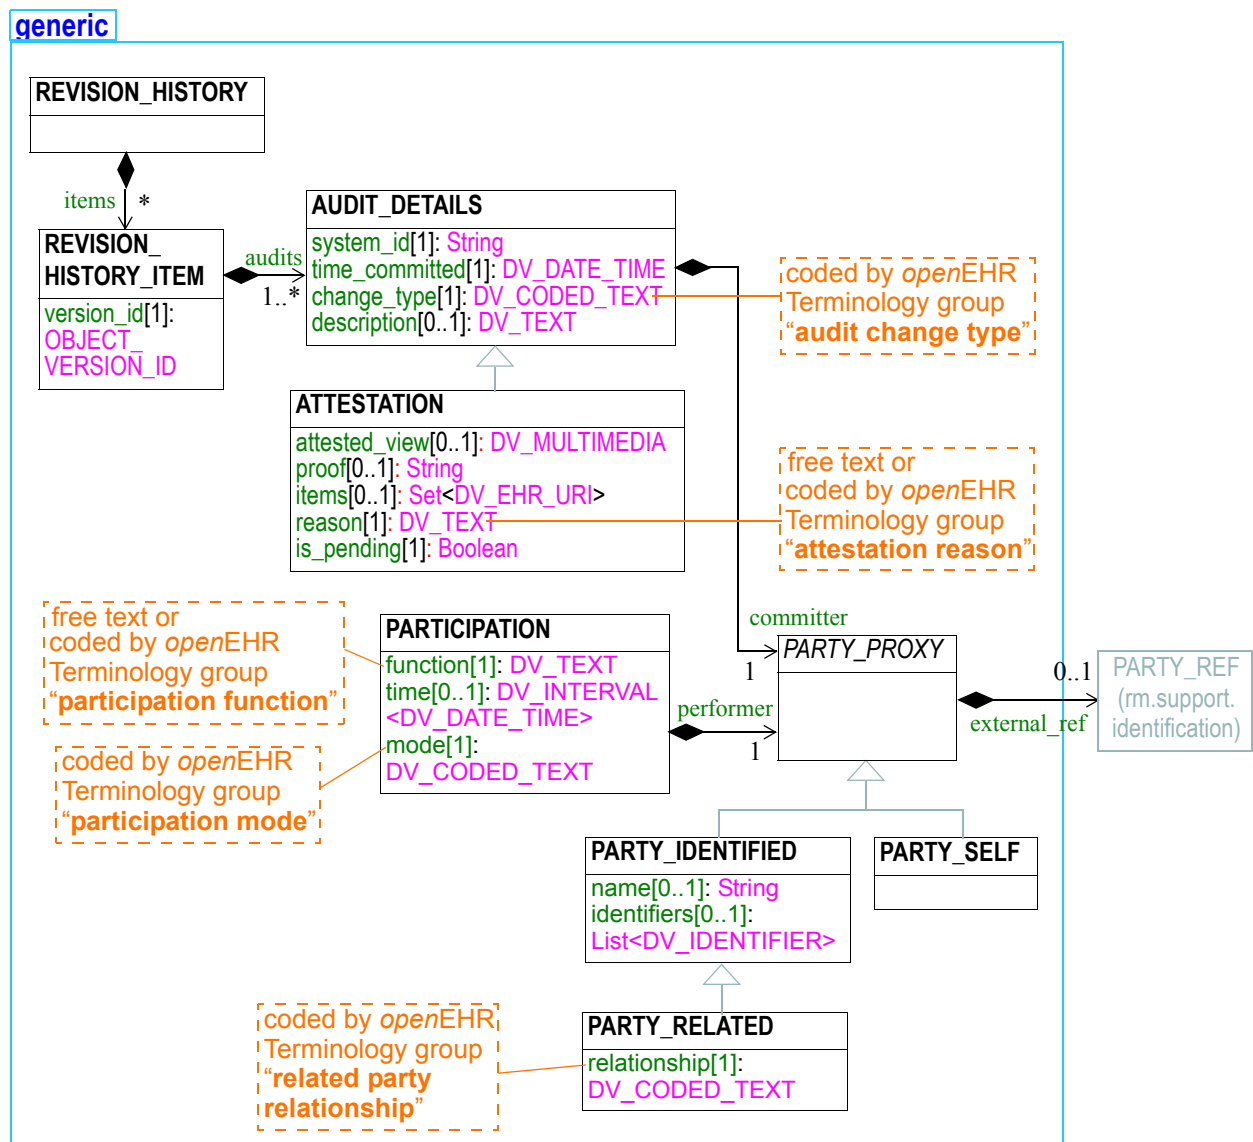 generic
REVISION_HISTORY
items
*
REVISION_
HISTORY_ITEM
version_id[1]:
OBJECT_
VERSION_ID
audits
1..*
AUDIT_DETAILS
system_id[1]: String
time_committed[1]: DV_DATE_TIME
change_type[1]: DV_CODED_TEXT
description[0..1]: DV_TEXT
coded by openEHR
Terminology group
“audit change type”
ATTESTATION
attested_view[0..1]: DV_MULTIMEDIA
proof[0..1]: String
items[0..1]: Set<DV_EHR_URI>
reason[1]: DV_TEXT
is_pending[1]: Boolean
free text or
coded by openEHR
Terminology group
“attestation reason”
free text or
coded by openEHR
Terminology group
“participation function”
coded by openEHR
Terminology group
“participation mode”
PARTICIPATION
function[1]: DV_TEXT
time[0..1]: DV_INTERVAL
<DV_DATE_TIME>
mode[1]:
DV_CODED_TEXT
performer
1
committer
1
PARTY_PROXY
0..1
external_ref
PARTY_REF
(rm.support.
identification)
PARTY_IDENTIFIED
name[0..1]: String
identifiers[0..1]:
List<DV_IDENTIFIER>
PARTY_SELF
coded by openEHR
Terminology group
“related party
relationship”
PARTY_RELATED
relationship[1]:
DV_CODED_TEXT